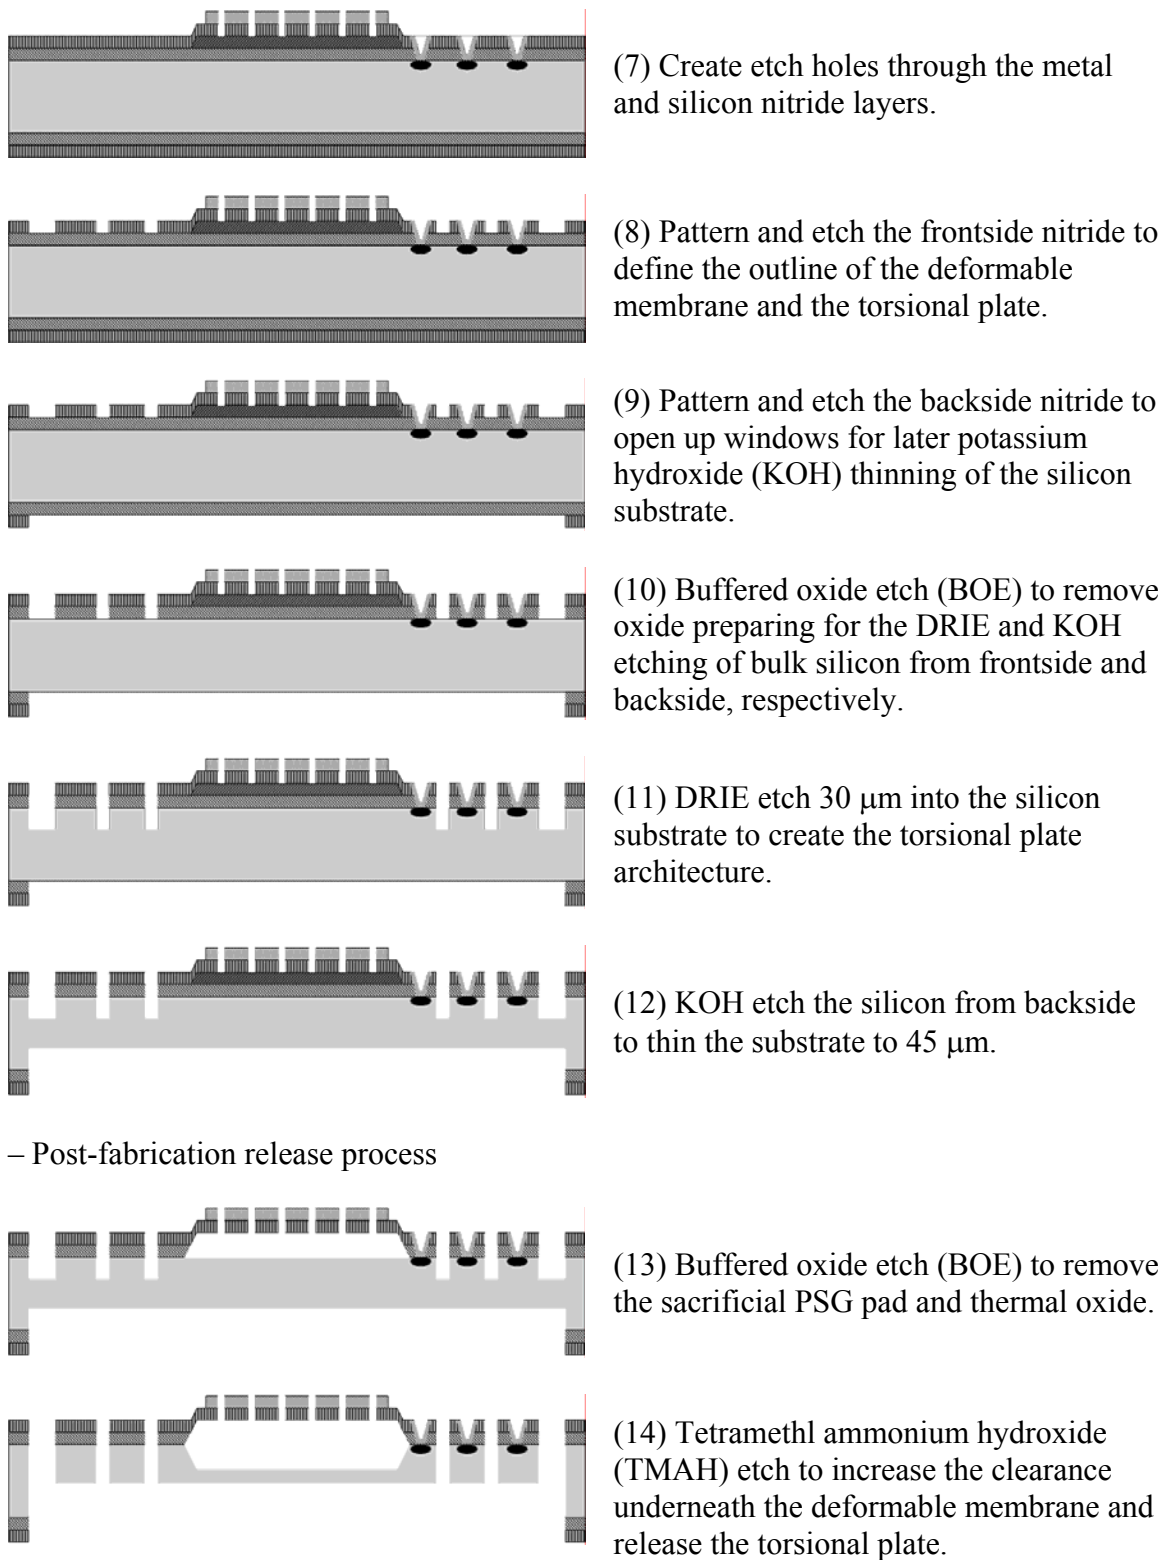 (7) Create etch holes through the metal
and silicon nitride layers.
(8) Pattern and etch the frontside nitride to
define the outline of the deformable
membrane and the torsional plate.
(9) Pattern and etch the backside nitride to
open up windows for later potassium
hydroxide (KOH) thinning of the silicon
substrate.
(10) Buffered oxide etch (BOE) to remove
oxide preparing for the DRIE and KOH
etching of bulk silicon from frontside and
backside, respectively.
(11) DRIE etch 30 μm into the silicon
substrate to create the torsional plate
architecture.
(12) KOH etch the silicon from backside
to thin the substrate to 45 μm.
– Post-fabrication release process
(13) Buffered oxide etch (BOE) to remove
the sacrificial PSG pad and thermal oxide.
(14) Tetramethl ammonium hydroxide
(TMAH) etch to increase the clearance
underneath the deformable membrane and
release the torsional plate.